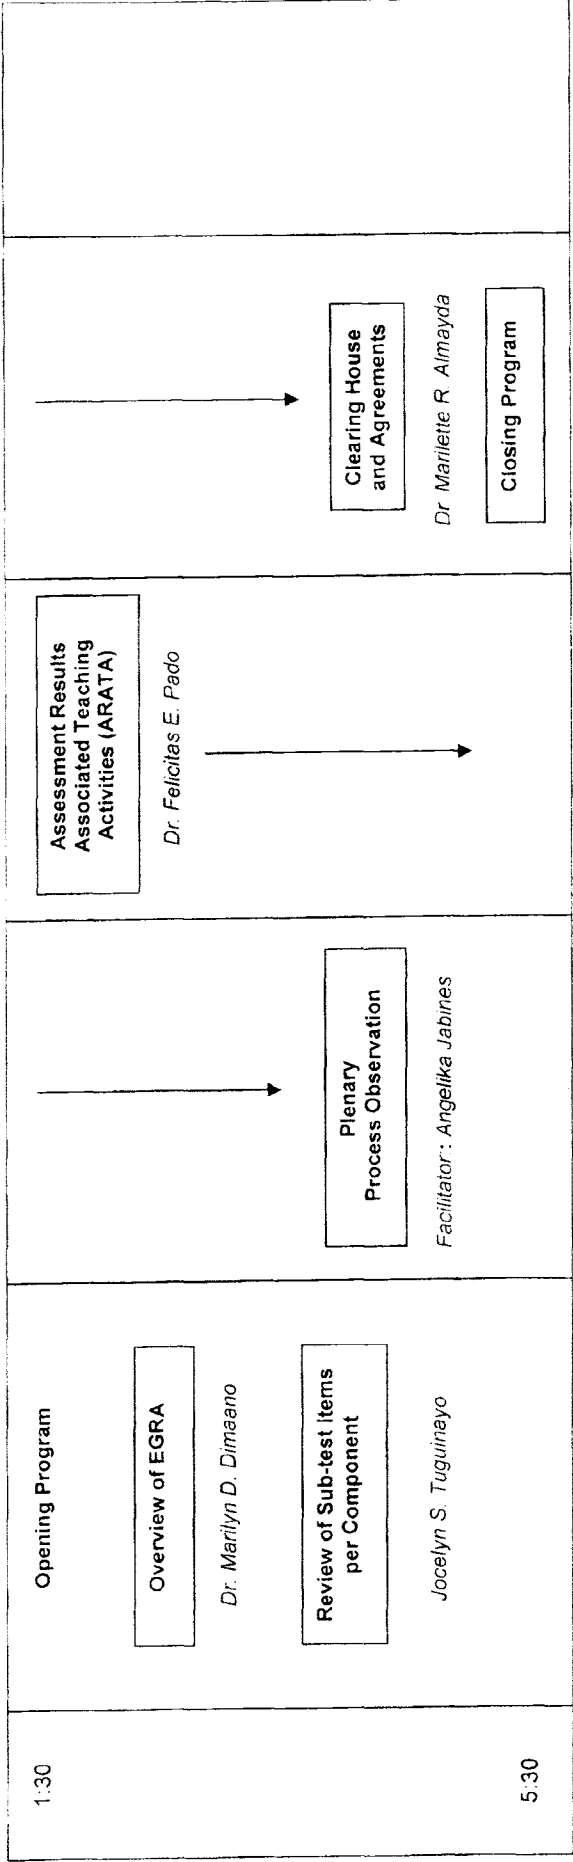 1:30
5:30
Opening Program
Overview of EGRA
Dr. Marilyn D. Dimaano
Review of Sub-test Items
per Component
Jocelyn S. Tuguinayo
Plenary
Process Observation
Facilitator:: Angelika Jabines
Assessment Results
Associated Teaching
Activities (ARATA)
Dr. Felicitas E. Pado
Clearing House
and Agreements
Dr Marilette R. Almayda
Closing Program